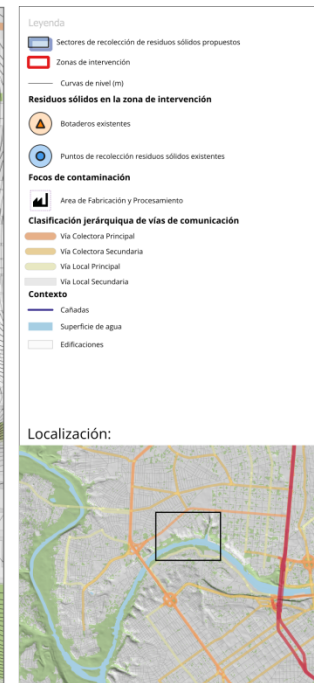 Leyenda
Sectores de recolección de residuos sólidos propuestos
Zonas de intervención
Curvas de nivel (m)
Residuos sólidos en la zona de intervención
Botaderos existentes
Puntos de recolección residuos sólidos existentes
Focos de contaminación
Area de Fabricación y Procesamiento
Clasificación jerárquiqua de vías de comunicación
Vía Colectora Principal
Vía Colectora Secundaria
Vía Local Principal
Vía Local Secundaria
Contexto
Cañadas
Superficie de agua
Edificaciones
Localización: